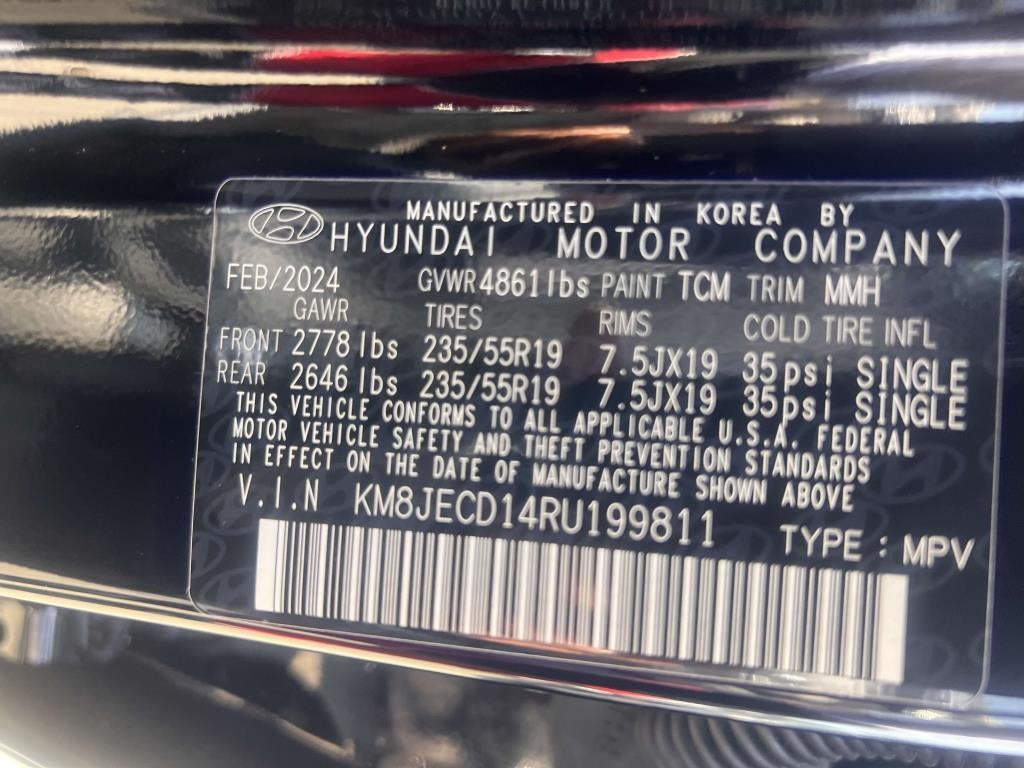 MANUFACTURED IN KOREA BY
HYUNDAI MOTOR COMPANY
FEB/2024 GVWR 4861lbs PAINT TCM TRIM MMH
GAWR TIRES RIMS COLD TIRE INFL
FRONT 2778 lbs 235/55R19 7.5JX19 35psi SINGLE
REAR 2646 lbs 235/55R19 7.5JX19 35psi SINGLE
THIS VEHICLE CONFORMS TO ALL APPLICABLE U.S.A. FEDERAL
MOTOR VEHICLE SAFETY AND THEFT PREVENTION STANDARDS
IN EFFECT ON THE DATE OF MANUFACTURE SHOWN ABOVE
V.I.N KM8JECD14RU199811 TYPE : MPV